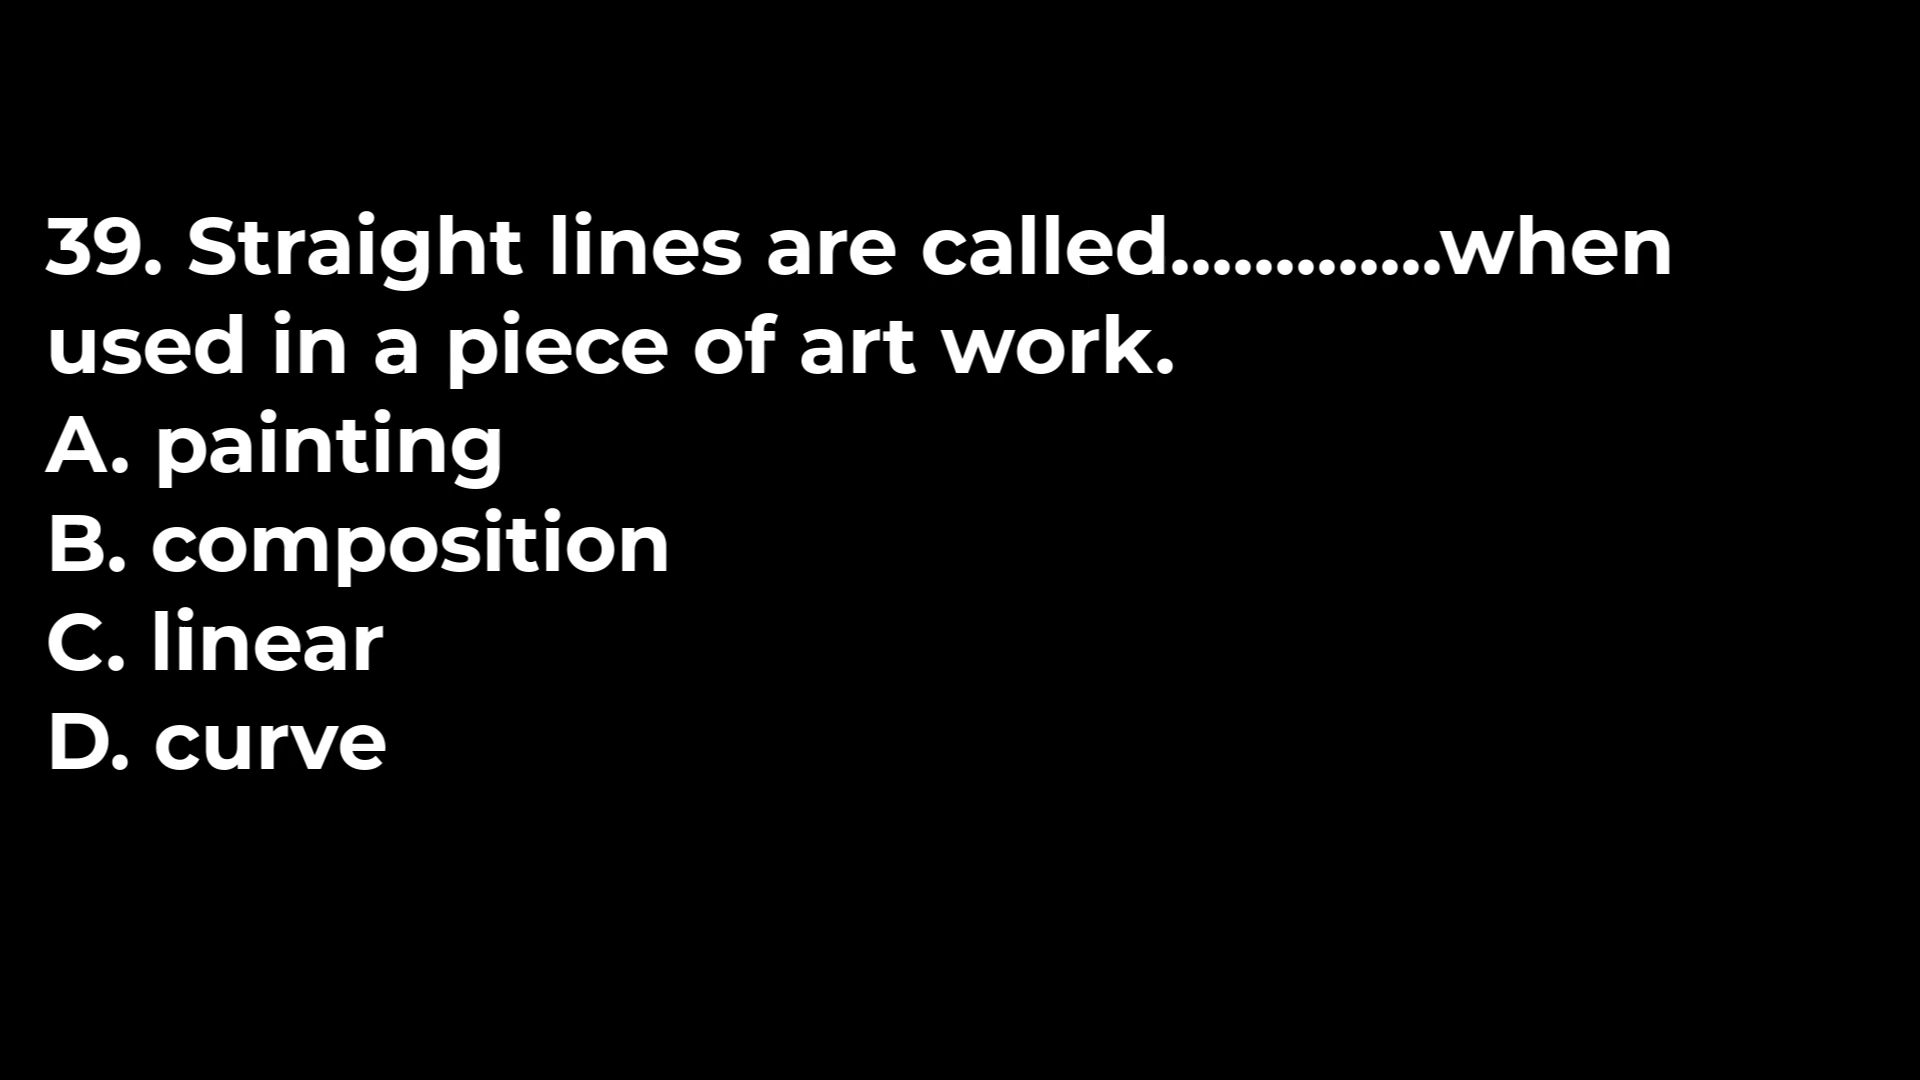 39. Straight lines are called.............when
used in a piece of art work.
A. painting
B. composition
C. linear
D. curve